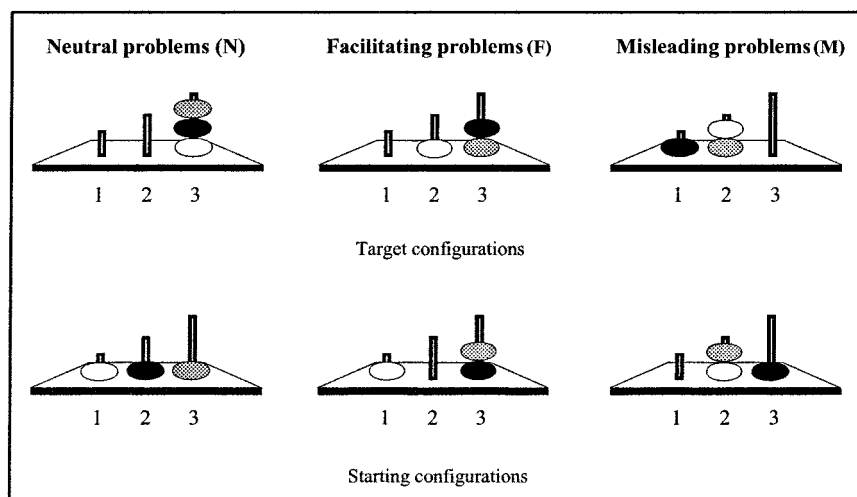 Neutral problems (N) Facilitating problems (F) Misleading problems (M)
1 2 3 1 2 3 1 2 3
Target configurations
1 2 3 1 2 3 1 2 3
Starting configurations